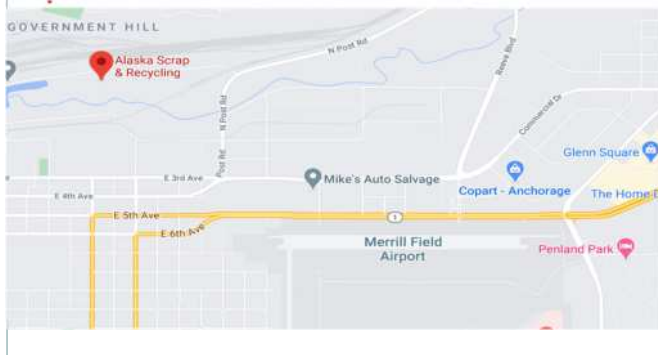 GOVERNMENT HILL
N Post Rd
Reeve Blvd
Alaska Scrap
& Recycling
N Post Rd
Commercial Dr
Post Rd
Glenn Square
E 3rd Ave
Mike's Auto Salvage
E 4th Ave
Copart - Anchorage
The Home D
E 5th Ave
1
E 6th Ave
Merrill Field
Airport
Penland Park